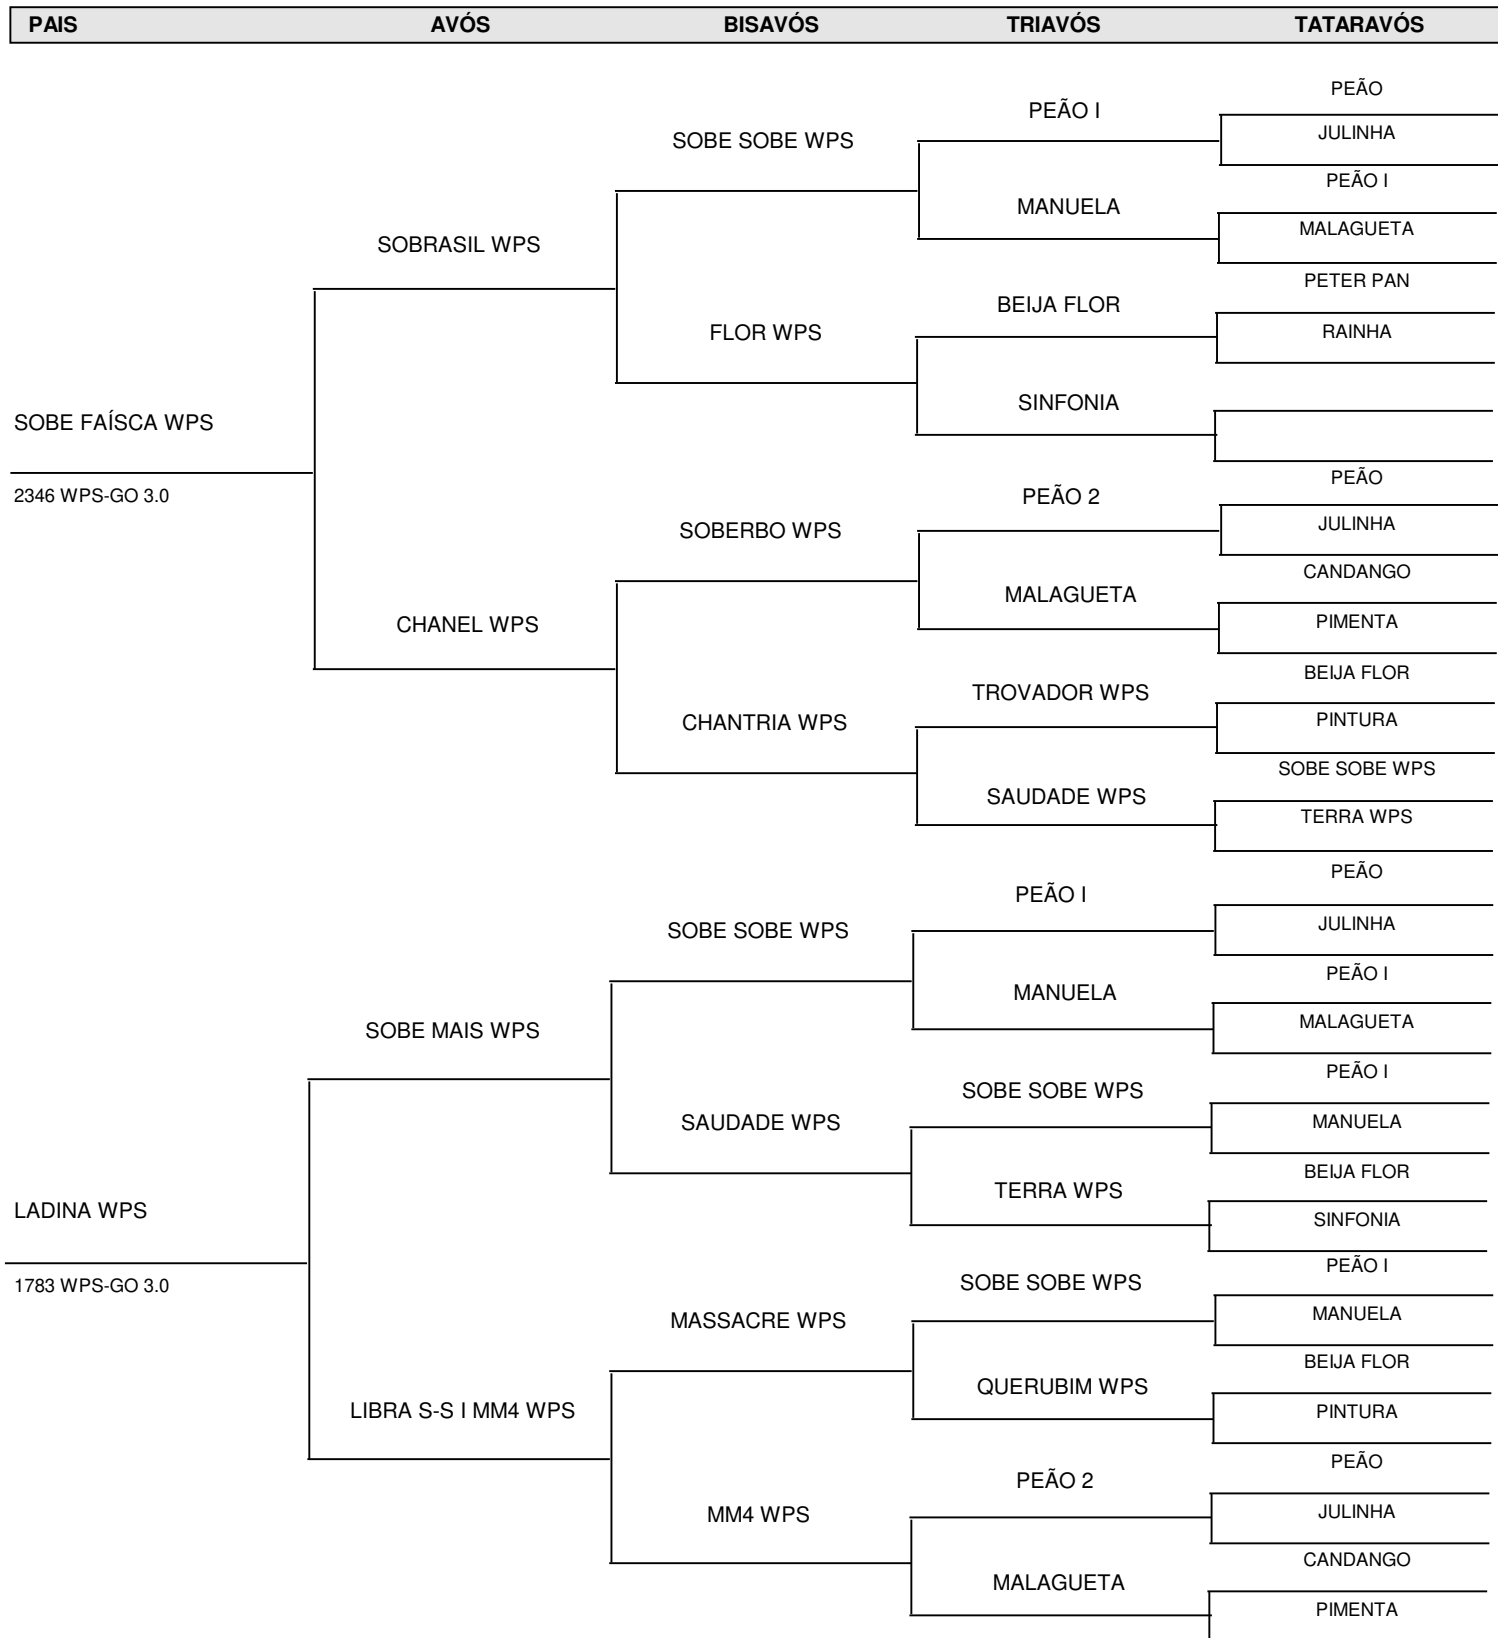 PAIS AVÓS BISAVÓS TRIAVÓS TATARAVÓS
PEÃO
PEÃO I
JULINHA
SOBE SOBE WPS
PEÃO I
MANUELA
MALAGUETA
SOBRASIL WPS
PETER PAN
BEIJA FLOR
FLOR WPS
RAINHA
SINFONIA
SOBE FAÍSCA WPS
PEÃO
2346 WPS-GO 3.0
PEÃO 2
SOBERBO WPS
JULINHA
CANDANGO
MALAGUETA
CHANEL WPS
PIMENTA
BEIJA FLOR
TROVADOR WPS
CHANTRIA WPS
PINTURA
SOBE SOBE WPS
SAUDADE WPS
TERRA WPS
PEÃO
PEÃO I
SOBE SOBE WPS
JULINHA
PEÃO I
MANUELA
MALAGUETA
SOBE MAIS WPS
PEÃO I
SOBE SOBE WPS
SAUDADE WPS
MANUELA
BEIJA FLOR
TERRA WPS
LADINA WPS
SINFONIA
PEÃO I
1783 WPS-GO 3.0
SOBE SOBE WPS
MASSACRE WPS
MANUELA
BEIJA FLOR
QUERUBIM WPS
LIBRA S-S I MM4 WPS
PINTURA
PEÃO
PEÃO 2
MM4 WPS
JULINHA
CANDANGO
MALAGUETA
PIMENTA